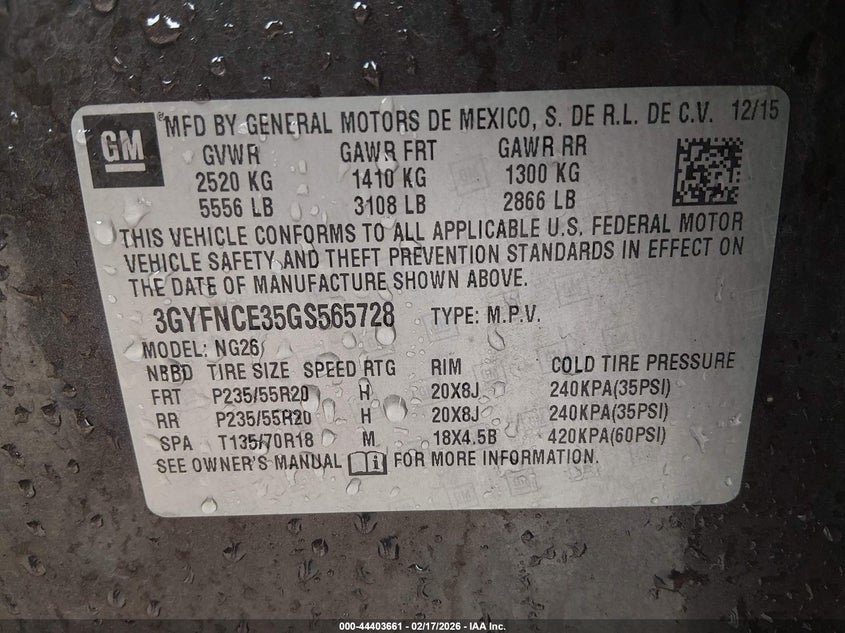 GM
®MFD BY GENERAL MOTORS DE MEXICO, S. DE R.L. DE C.V. 12/15
GVWR GAWR FRT GAWR RR
2520 KG 1410 KG 1300 KG
5556 LB 3108 LB 2866 LB
THIS VEHICLE CONFORMS TO ALL APPLICABLE U.S. FEDERAL MOTOR
VEHICLE SAFETY AND THEFT PREVENTION STANDARDS IN EFFECT ON
THE DATE OF MANUFACTURE SHOWN ABOVE.
3GYFNCE35GS565728 TYPE: M.P.V.
MODEL: NG26
NBBD TIRE SIZE SPEED RTG RIM COLD TIRE PRESSURE
FRT P235/55R20 H 20X8J 240KPA(35PSI)
RR P235/55R20 H 20X8J 240KPA(35PSI)
SPA T135/70R18 M 18X4.5B 420KPA(60PSI)
SEE OWNER'S MANUAL FOR MORE INFORMATION.
000-44403661 - 02/17/2026 - IAA Inc.